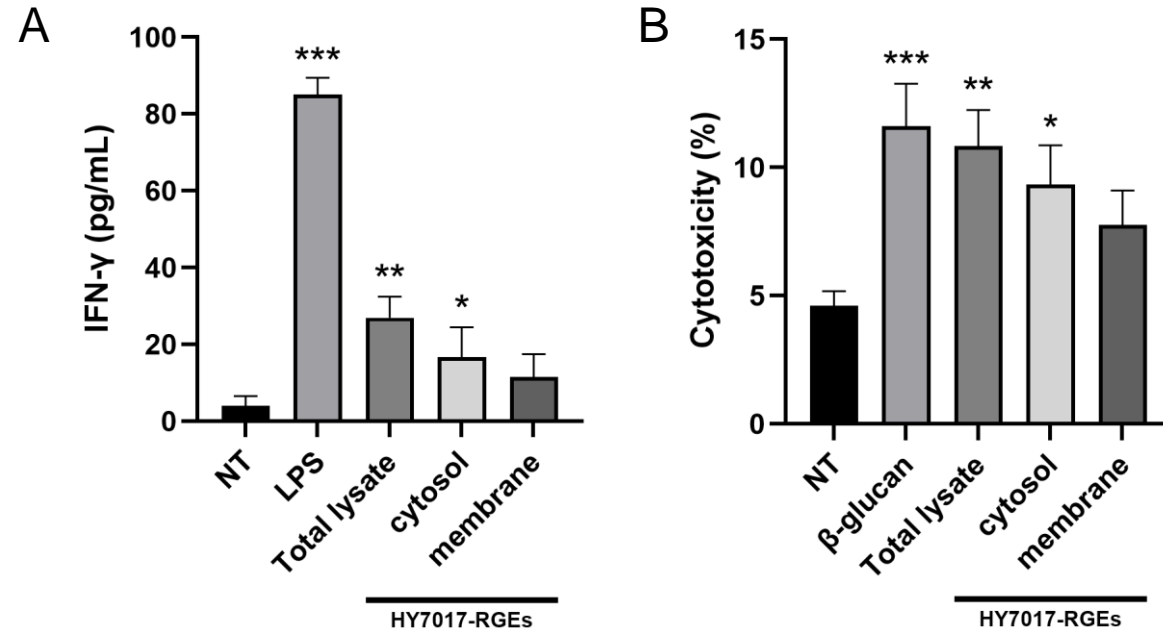 A
IFN-γ (pg/mL)
100
80
60
40
20
0
***
**
*
NT
LPS
Total lysate
cytosol
membrane
HY7017-RGEs
B
Cytotoxicity (%)
15
10
5
0
***
**
*
NT
β-glucan
Total lysate
cytosol
membrane
HY7017-RGEs